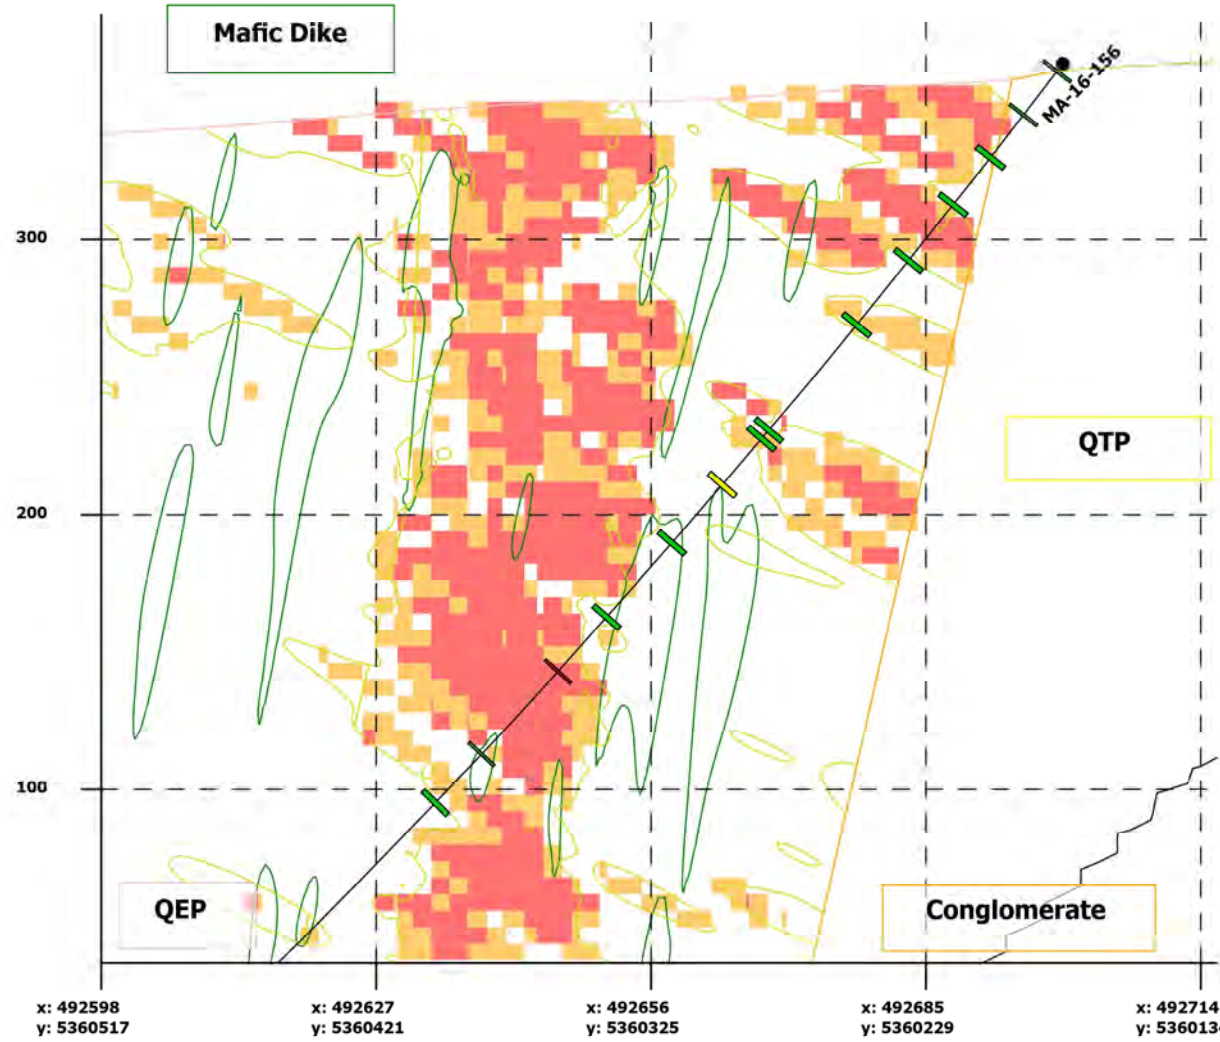 Mafic Dike
MA-16-156
300
QTP
200
100
QEP
Conglomerate
x: 492598
y: 5360517
x: 492627
y: 5360421
x: 492656
y: 5360325
x: 492685
y: 5360229
x: 492714